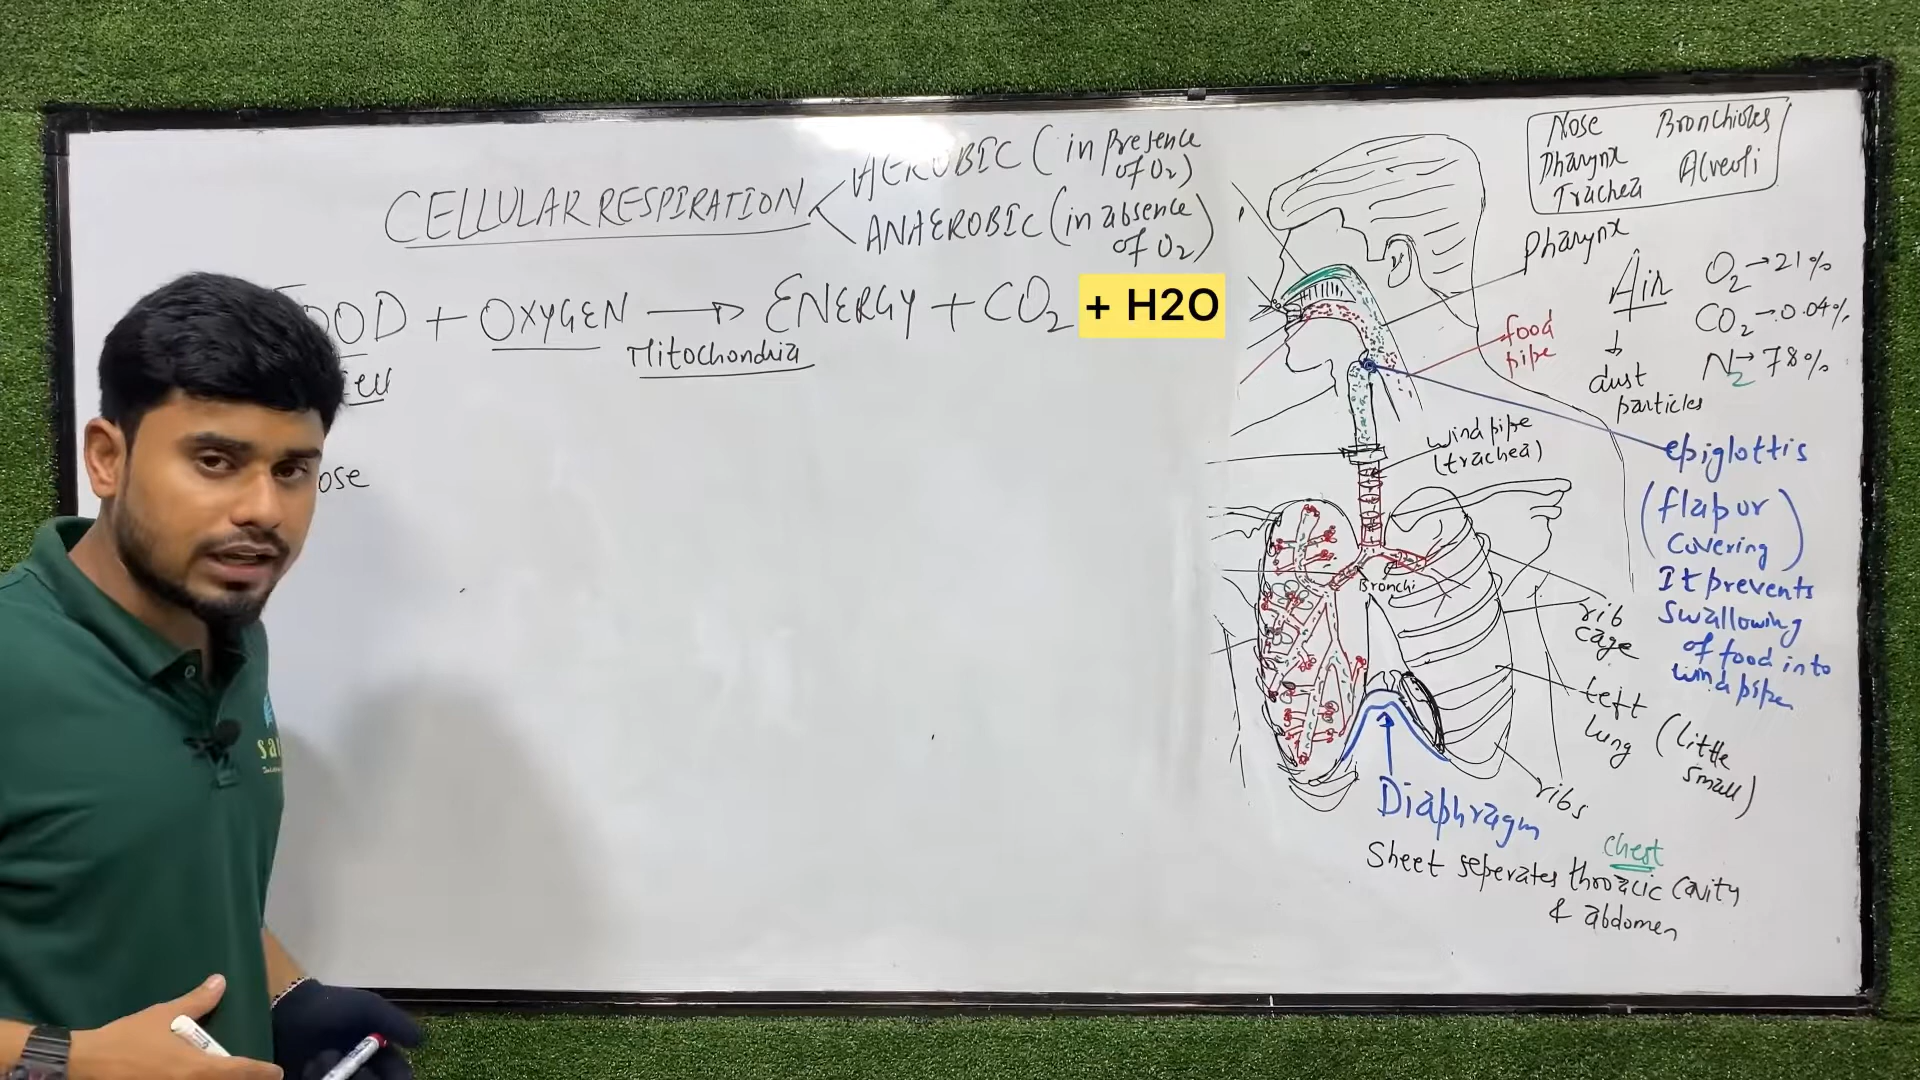 CELLULAR RESPIRATION
AEROBIC (in presence
of O2)
ANAEROBIC (in absence
of O2)
FOOD + OXYGEN → ENERGY + CO2 + H2O
Mitochondria
ose
Nose Bronchioles
Pharynx Alveoli
Trachea
Pharynx
Air
O2 → 21%
CO2 → 0.04%
N2 → 78%
dust
particles
food
pipe
wind pipe
(trachea)
epiglottis
(flap or
covering)
It prevents
swallowing
of food into
wind pipe
Bronchi
rib
cage
left
lung (little
small)
ribs
Diaphragm
Chest
Sheet seperates throacic cavity
& abdomen